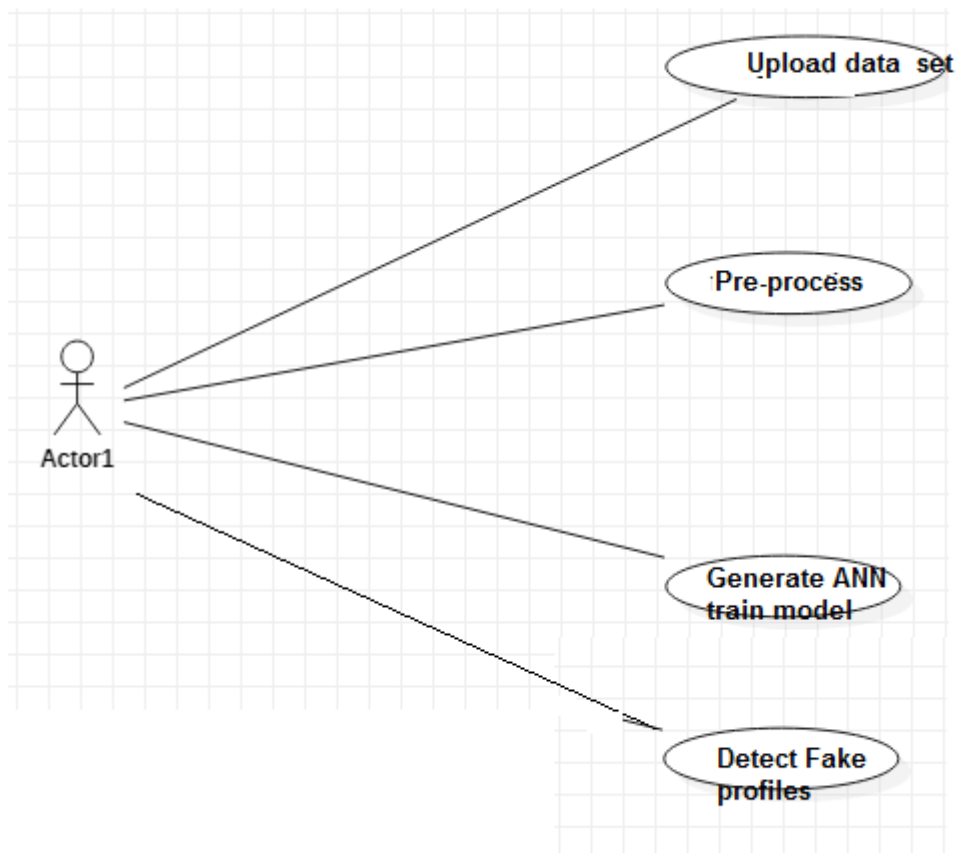 Upload data set
Pre-process
Actor1
Generate ANN
train model
Detect Fake
profiles